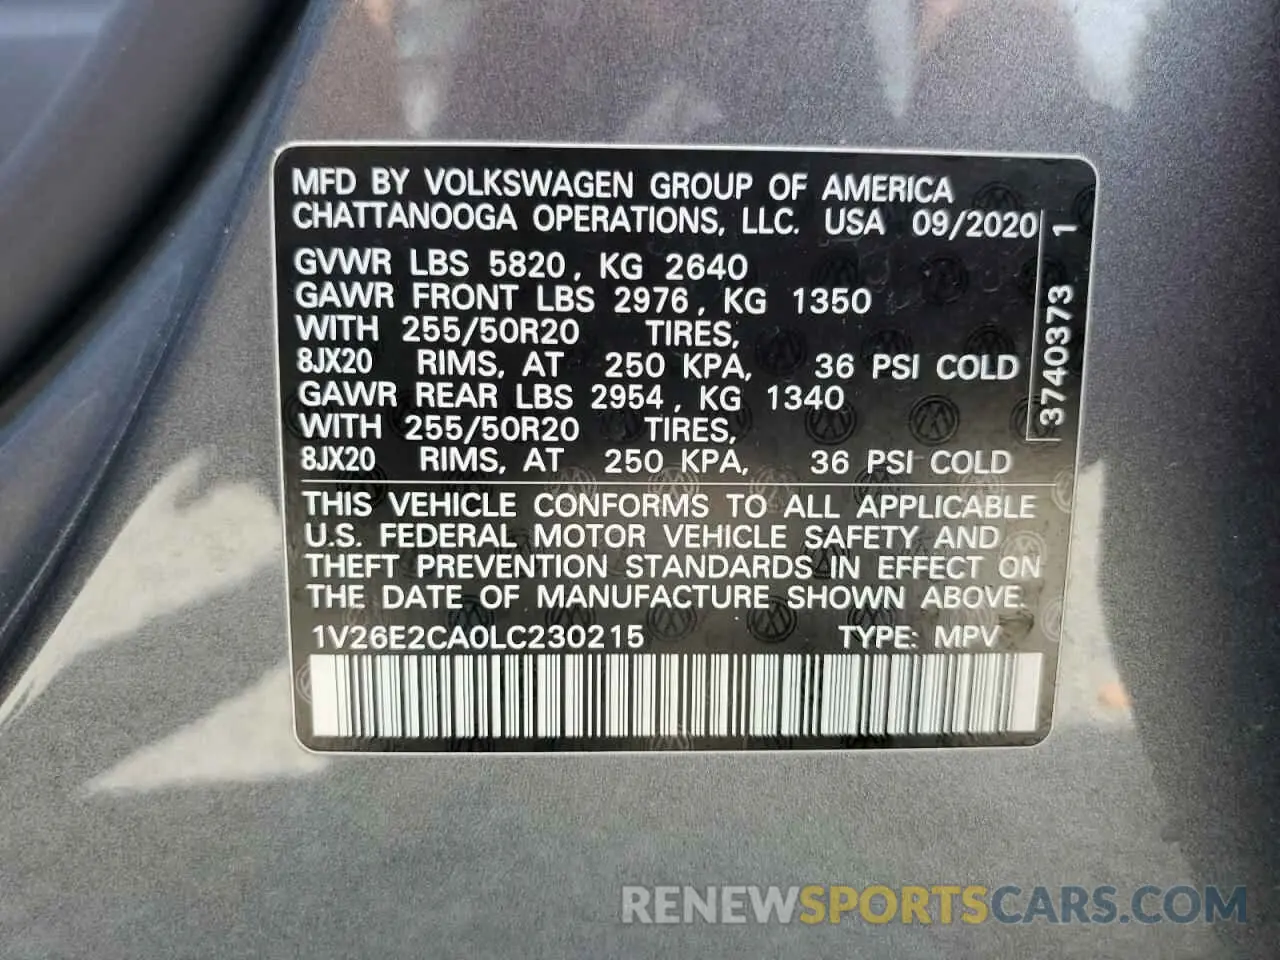 MFD BY VOLKSWAGEN GROUP OF AMERICA
CHATTANOOGA OPERATIONS, LLC. USA 09/2020
GVWR LBS 5820, KG 2640
GAWR FRONT LBS 2976, KG 1350
WITH 255/50R20 TIRES,
8JX20 RIMS, AT 250 KPA, 36 PSI COLD
GAWR REAR LBS 2954, KG 1340
WITH 255/50R20 TIRES,
8JX20 RIMS, AT 250 KPA, 36 PSI COLD
3740373 1
THIS VEHICLE CONFORMS TO ALL APPLICABLE
U.S. FEDERAL MOTOR VEHICLE SAFETY AND
THEFT PREVENTION STANDARDS IN EFFECT ON
THE DATE OF MANUFACTURE SHOWN ABOVE.
1V26E2CA0LC230215 TYPE: MPV
RENEWSPORTSCARS.COM